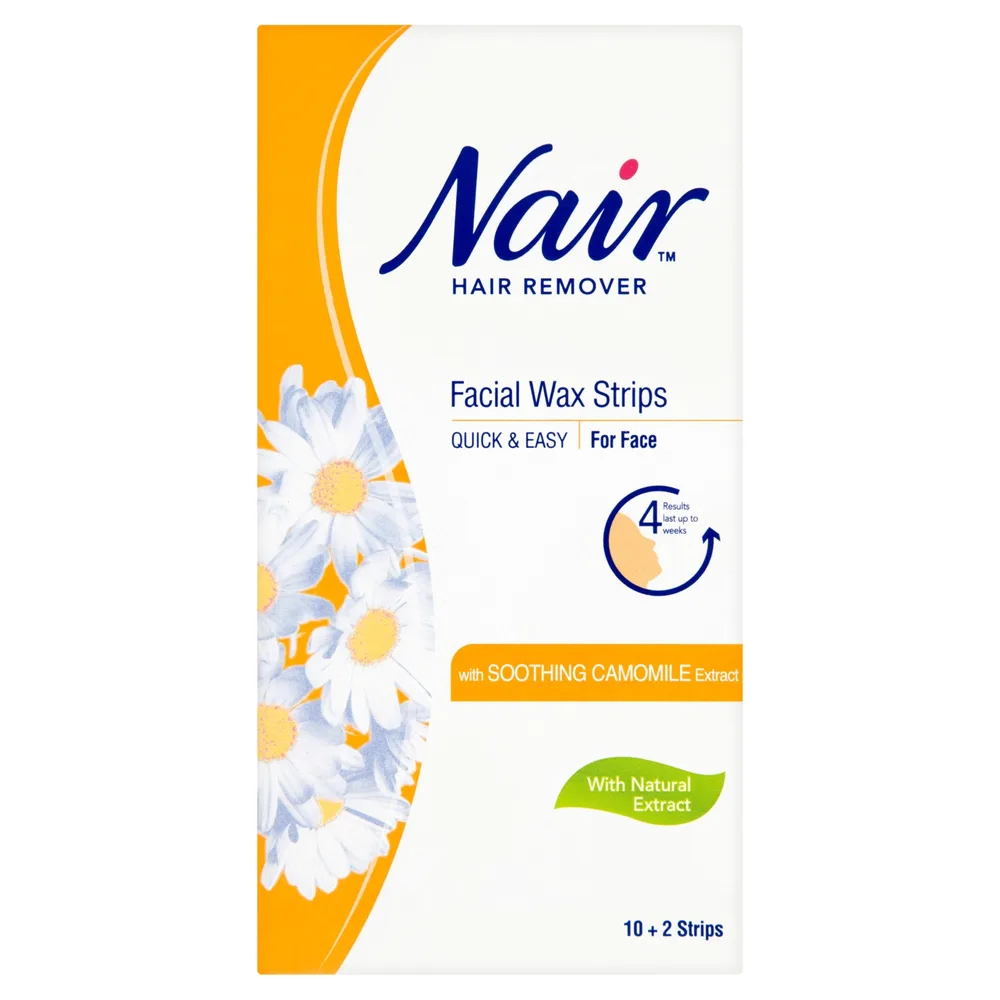 Nair™
HAIR REMOVER
Facial Wax Strips
QUICK & EASY | For Face
4 Results
last up to
weeks
with SOOTHING CAMOMILE Extract
With Natural
Extract
10 + 2 Strips